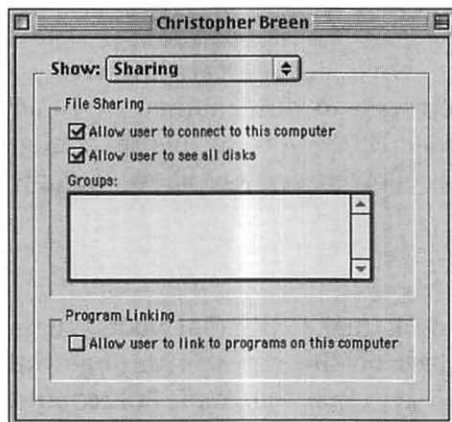 Christopher Breen
Show: Sharing
File Sharing
Allow user to connect to this computer
Allow user to see all disks
Groups:
Program Linking
Allow user to link to programs on this computer